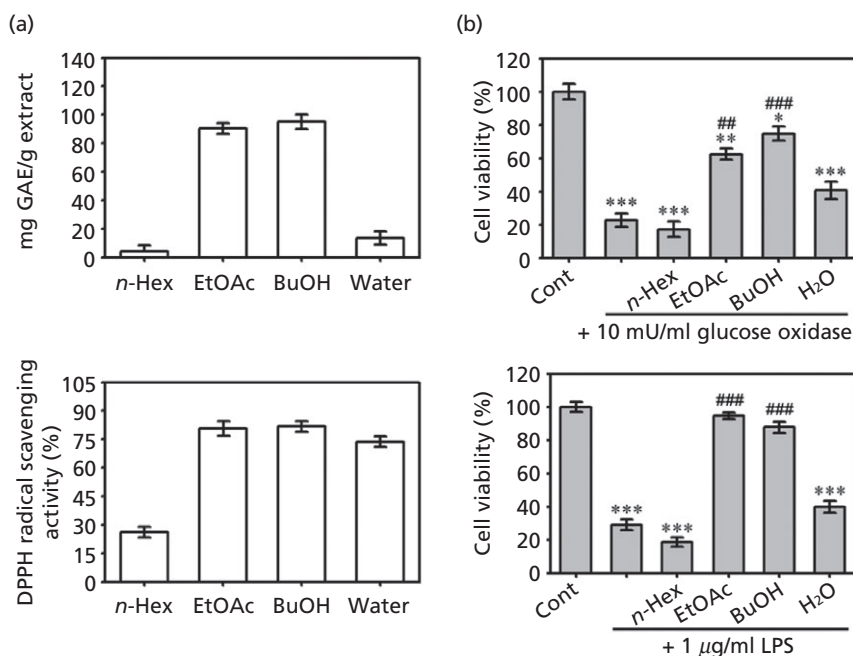 (a)
mg GAE/g extract
140
120
100
80
60
40
20
0
n-Hex EtOAc BuOH Water
DPPH radical scavenging
activity (%)
105
90
75
60
45
30
15
0
n-Hex EtOAc BuOH Water
(b)
Cell viability (%)
120
100
80
60
40
20
0
*** *** ## ** ### * ***
Cont n-Hex EtOAc BuOH H₂O
+ 10 mU/ml glucose oxidase
Cell viability (%)
120
100
80
60
40
20
0
*** *** ### ### ***
Cont n-Hex EtOAc BuOH H₂O
+ 1 μg/ml LPS